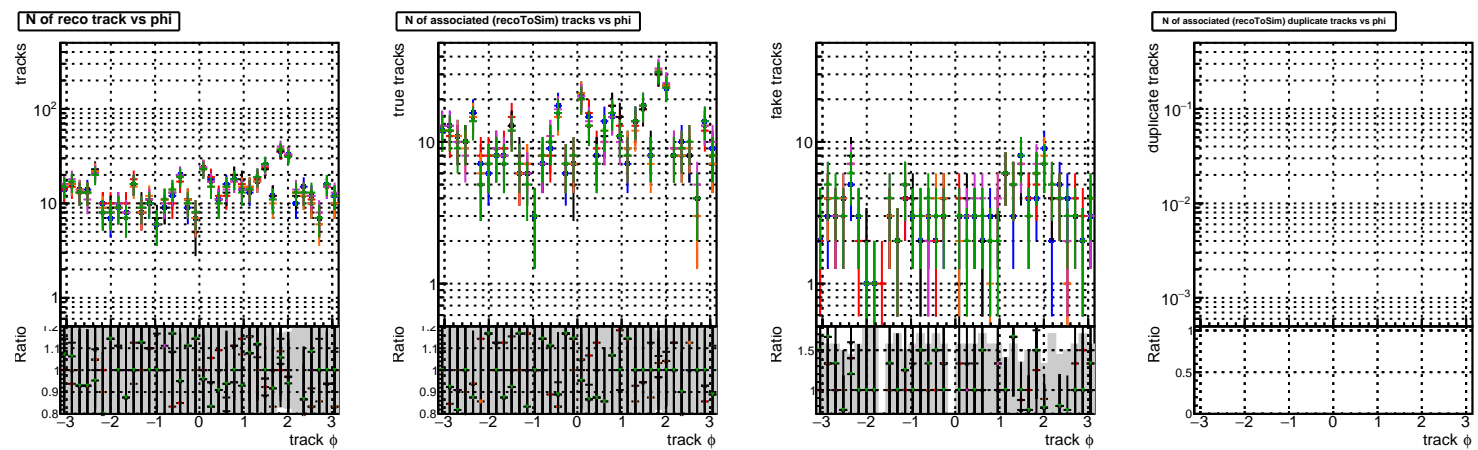 N of reco track vs phi
tracks
10²
10
1
Ratio
1.2
1.1
1
0.9
0.8
−3 −2 −1 0 1 2 3
track ϕ
N of associated (recoToSim) tracks vs phi
true tracks
10
1
Ratio
1.2
1.1
1
0.9
0.8
−3 −2 −1 0 1 2 3
track ϕ
fake tracks
10
1
Ratio
1.5
1
−3 −2 −1 0 1 2 3
track ϕ
N of associated (recoToSim) duplicate tracks vs phi
duplicate tracks
10⁻¹
10⁻²
10⁻³
Ratio
1
0.5
0
−3 −2 −1 0 1 2 3
track ϕ